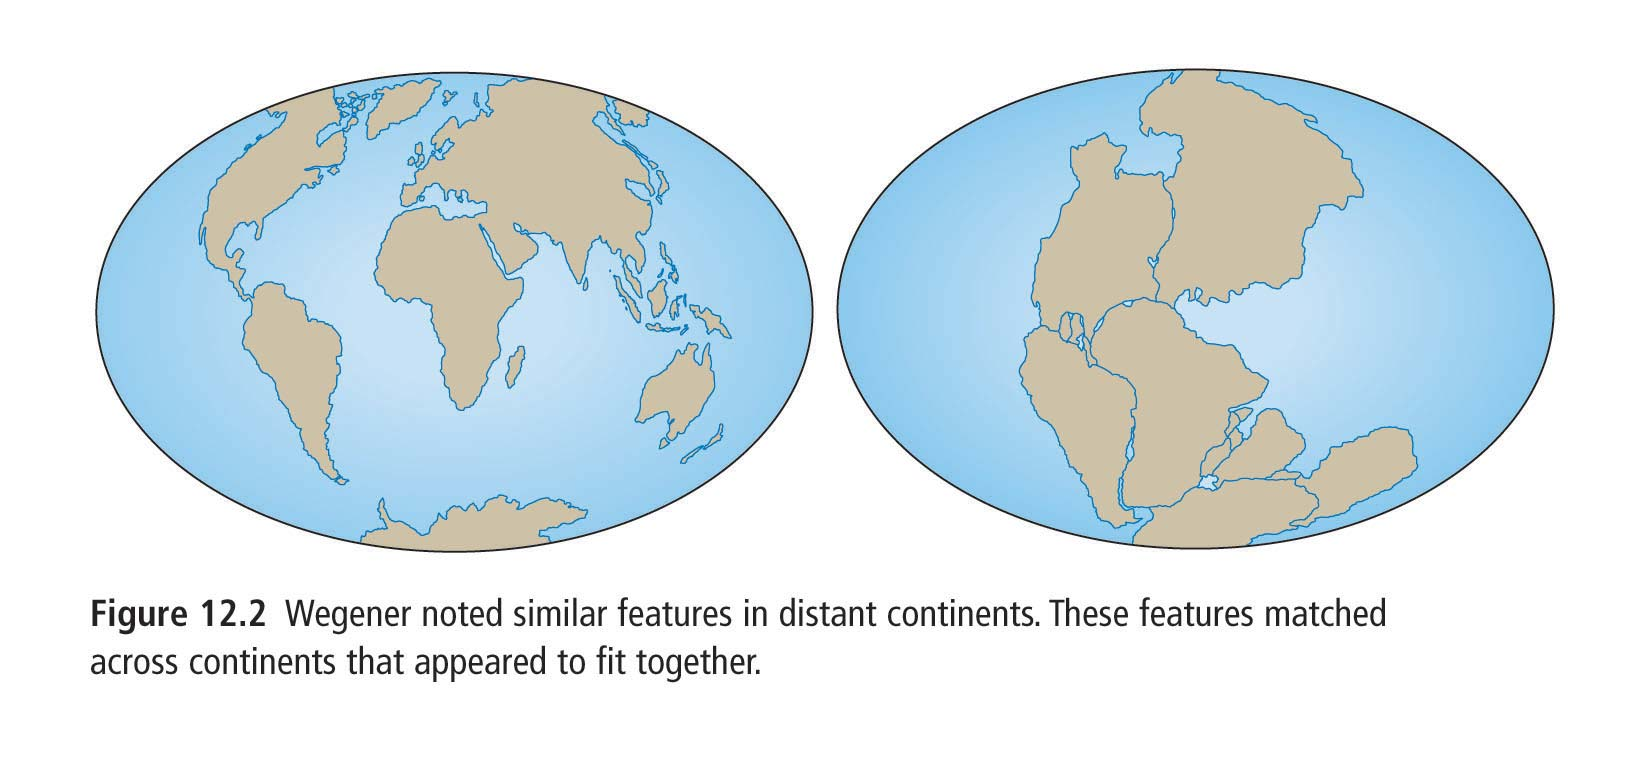 Figure 12.2 Wegener noted similar features in distant continents. These features matched
across continents that appeared to fit together.